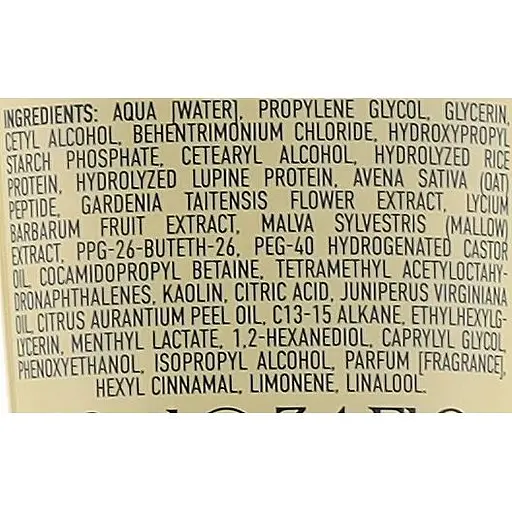 INGREDIENTS: AQUA [WATER], PROPYLENE GLYCOL, GLYCERIN,
CETYL ALCOHOL, BEHENTRIMONIUM CHLORIDE, HYDROXYPROPYL
STARCH PHOSPHATE, CETEARYL ALCOHOL, HYDROLYZED RICE
PROTEIN, HYDROLYZED LUPINE PROTEIN, AVENA SATIVA (OAT)
PEPTIDE, GARDENIA TAITENSIS FLOWER EXTRACT, LYCIUM
BARBARUM FRUIT EXTRACT, MALVA SYLVESTRIS (MALLOW)
EXTRACT, PPG-26-BUTETH-26, PEG-40 HYDROGENATED CASTOR
OIL, COCAMIDOPROPYL BETAINE, TETRAMETHYL ACETYLOCTAHY-
DRONAPHTHALENES, KAOLIN, CITRIC ACID, JUNIPERUS VIRGINIANA
OIL, CITRUS AURANTIUM PEEL OIL, C13-15 ALKANE, ETHYLHEXYLG-
LYCERIN, MENTHYL LACTATE, 1,2-HEXANEDIOL, CAPRYLYL GLYCOL,
PHENOXYETHANOL, ISOPROPYL ALCOHOL, PARFUM [FRAGRANCE],
HEXYL CINNAMAL, LIMONENE, LINALOOL.